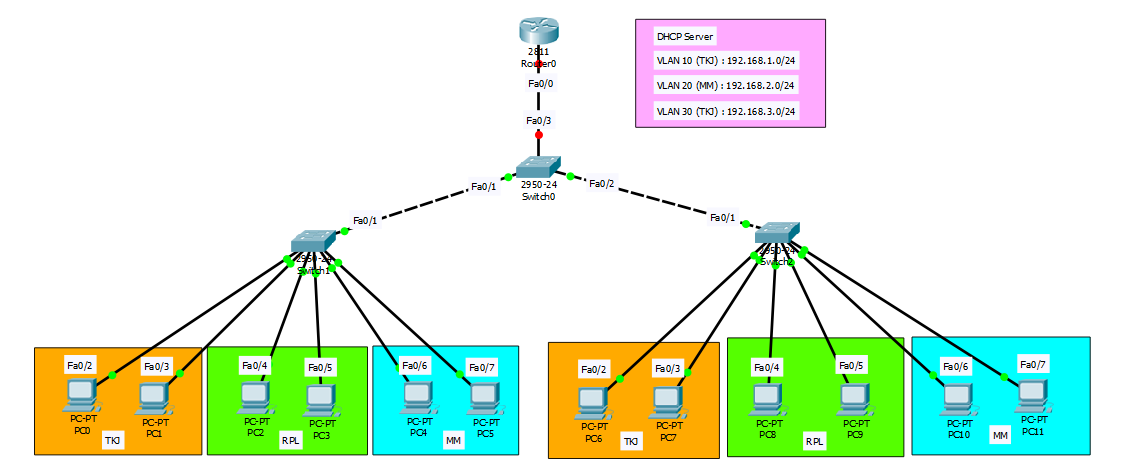 2811
Router0
Fa0/0
Fa0/3
2950-24
Switch0
Fa0/1
Fa0/2
DHCP Server
VLAN 10 (TKJ) : 192.168.1.0/24
VLAN 20 (MM) : 192.168.2.0/24
VLAN 30 (TKJ) : 192.168.3.0/24
Fa0/1
2950-24
Switch1
Fa0/1
2950-24
Switch2
Fa0/2
PC-PT
PC0
Fa0/3
PC-PT
PC1
TKJ
Fa0/4
PC-PT
PC2
Fa0/5
PC-PT
PC3
RPL
Fa0/6
PC-PT
PC4
Fa0/7
PC-PT
PC5
MM
Fa0/2
PC-PT
PC6
Fa0/3
PC-PT
PC7
TKJ
Fa0/4
PC-PT
PC8
Fa0/5
PC-PT
PC9
RPL
Fa0/6
PC-PT
PC10
Fa0/7
PC-PT
PC11
MM